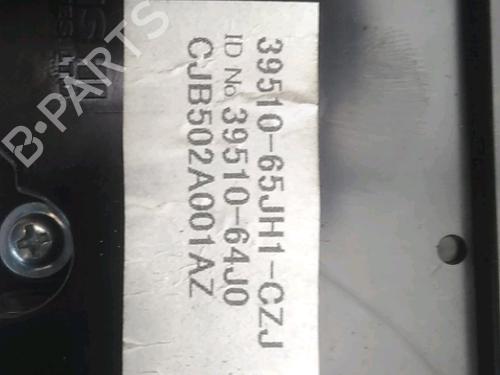 39510-65JH1-CZJ
ID No 39510-64J0
CJB502A001AZ
B-PARTS